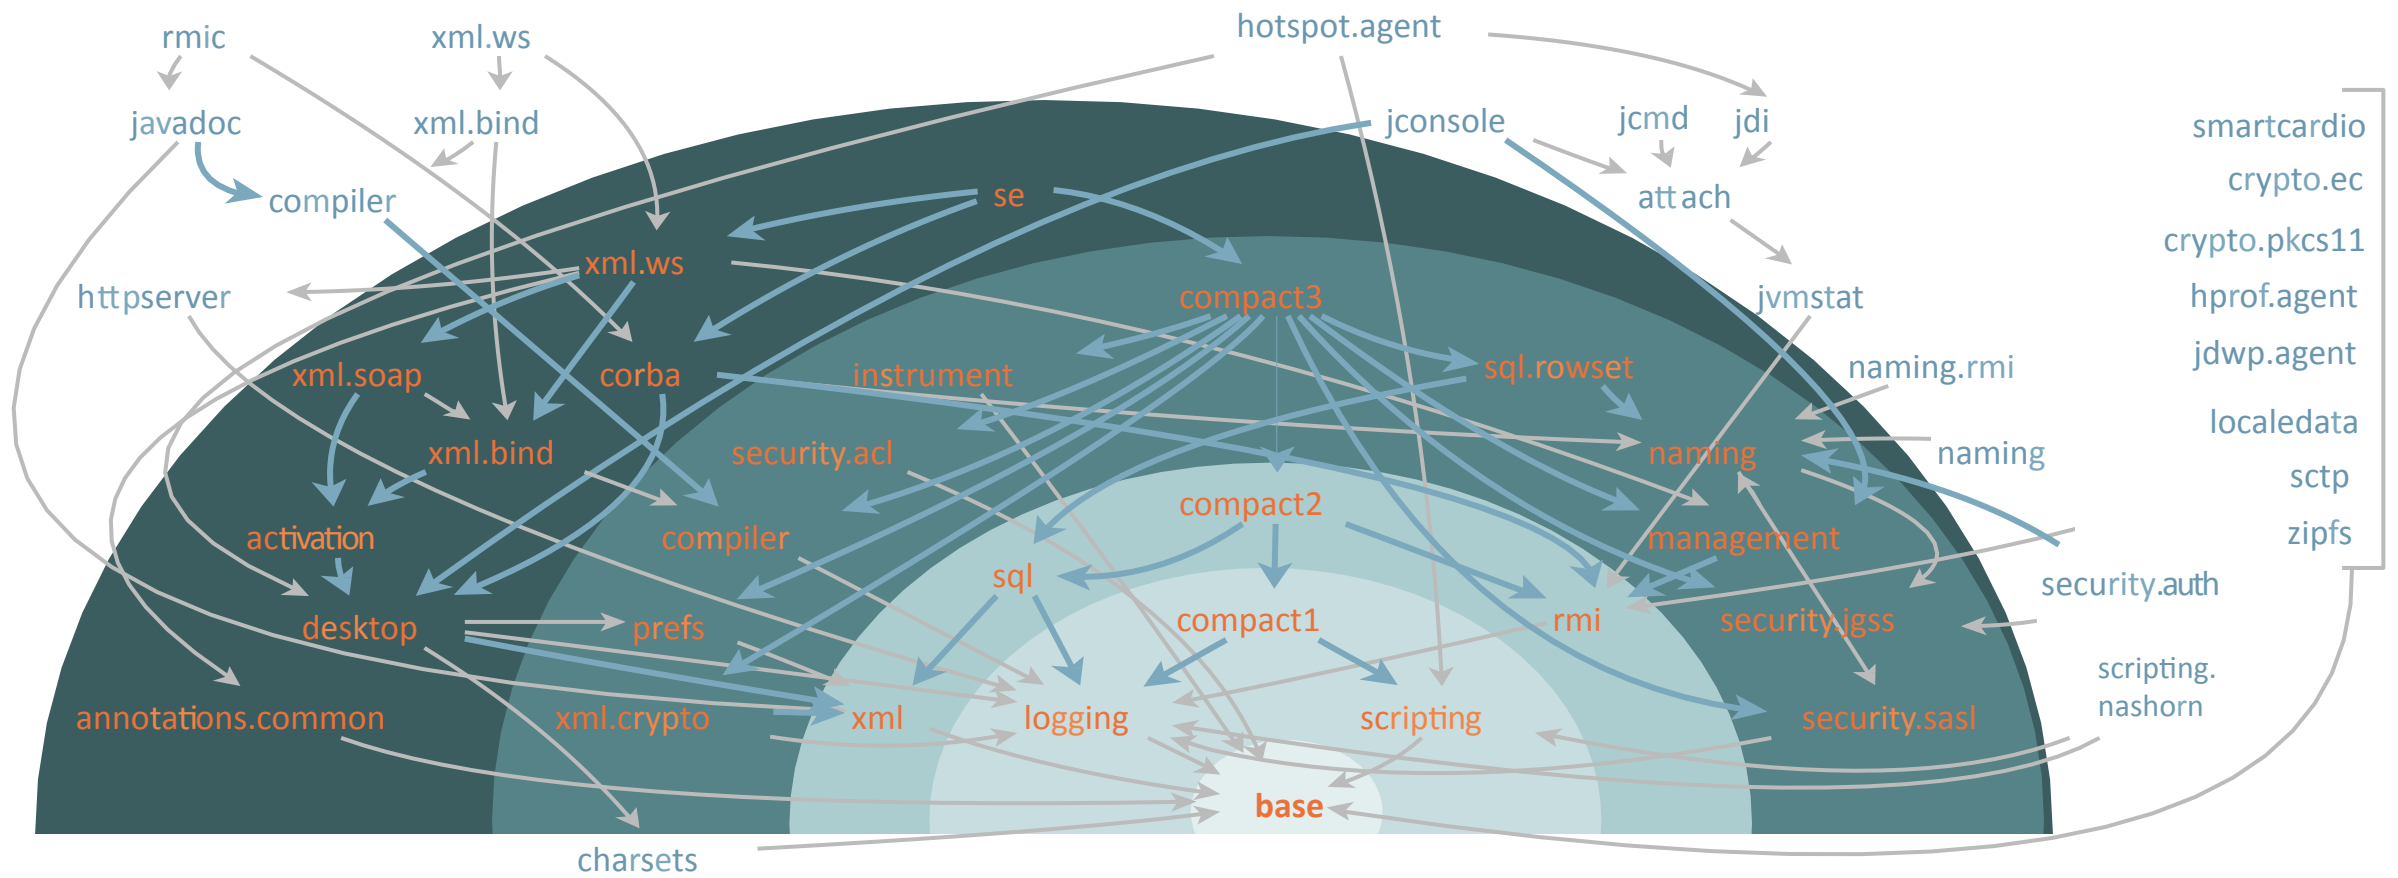 hotspot.agent
rmic
xml.ws
javadoc
xml.bind
jconsole
jcmd
jdi
smartcardio
compiler
se
attach
crypto.ec
crypto.pkcs11
xml.ws
httpserver
compact3
jvmstat
hprof.agent
xml.soap
corba
instrument
sql.rowset
naming.rmi
jdwp.agent
localedata
xml.bind
security.acl
naming
naming
sctp
compact2
activation
compiler
management
zipfs
sql
security.auth
desktop
prefs
compact1
rmi
security.jgss
scripting.
nashorn
annotations.common
xml.crypto
xml
logging
scripting
security.sasl
base
charsets